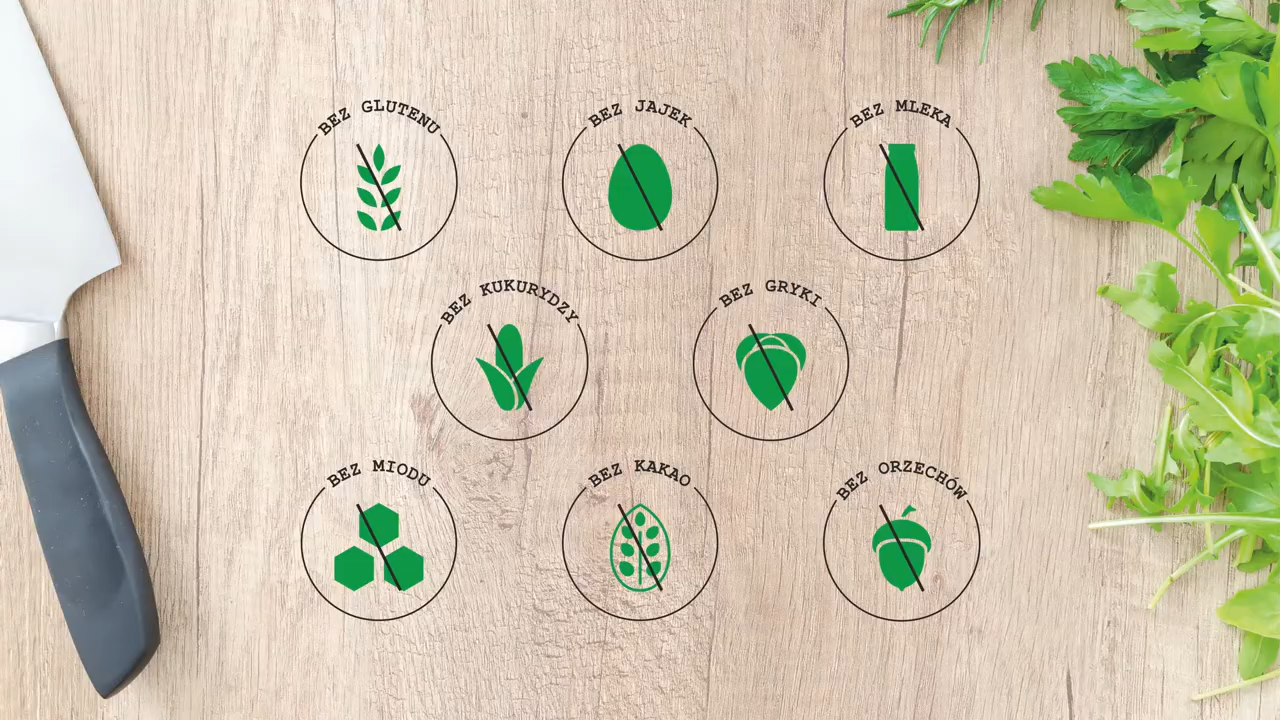 BEZ GLUTENU
BEZ JAJEK
BEZ MLEKA
BEZ KUKURYDZY
BEZ GRYKI
BEZ MIODU
BEZ KAKAO
BEZ ORZECHÓW